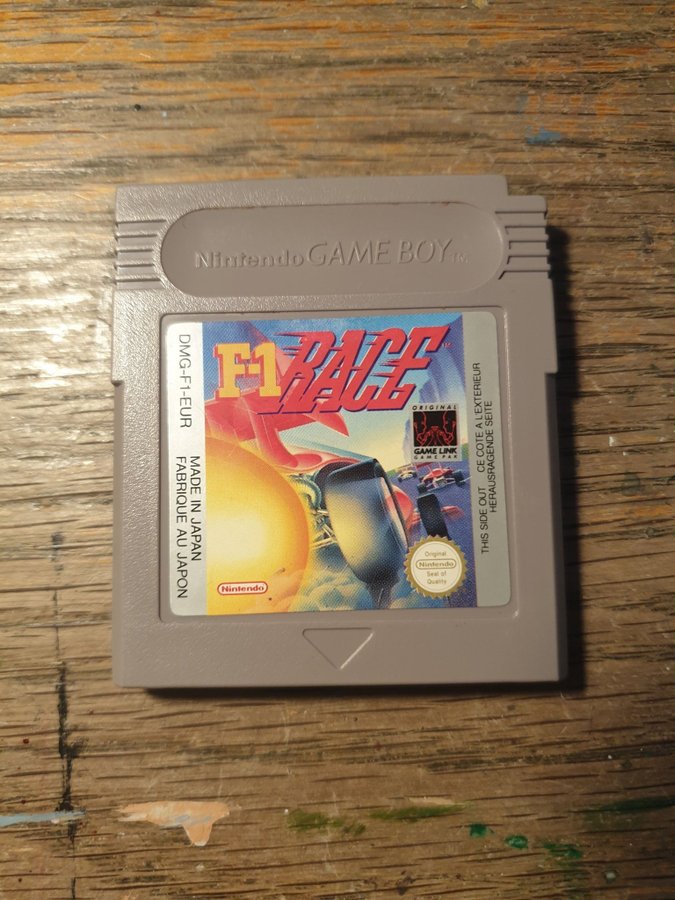 Nintendo GAME BOY TM
DMG-F1-EUR
MADE IN JAPAN
FABRIQUE AU JAPON
F-1 RACE TM
ORIGINAL
GAME LINK
GAME PAK
THIS SIDE OUT CE COTE A L'EXTERIEUR
HERAUSRAGENDE SEITE
Nintendo
Original
Nintendo
Seal of
Quality